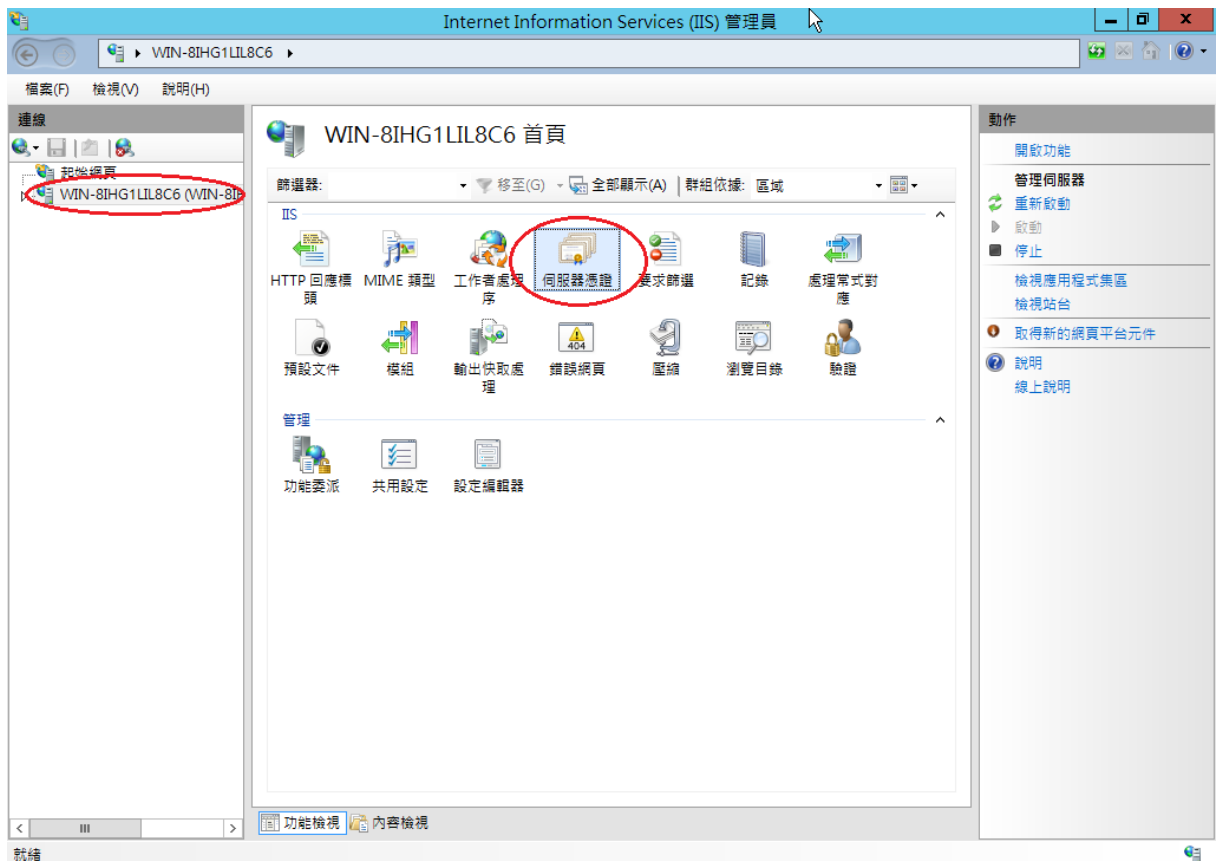 Internet Information Services (IIS) 管理員
WIN-8IHG1LIL8C6
檔案(F) 檢視(V) 說明(H)
連線
起始網頁
WIN-8IHG1LIL8C6 (WIN-8IH
WIN-8IHG1LIL8C6 首頁
篩選器: 移至(G) 全部顯示(A) 群組依據: 區域
IIS
HTTP 回應標頭
MIME 類型
工作者處理序
伺服器憑證
要求篩選
記錄
處理常式對應
預設文件
模組
輸出快取處理
錯誤網頁
404
壓縮
瀏覽目錄
驗證
管理
功能委派
共用設定
設定編輯器
功能檢視 內容檢視
動作
開啟功能
管理伺服器
重新啟動
啟動
停止
檢視應用程式集區
檢視站台
取得新的網頁平台元件
說明
線上說明
就緒